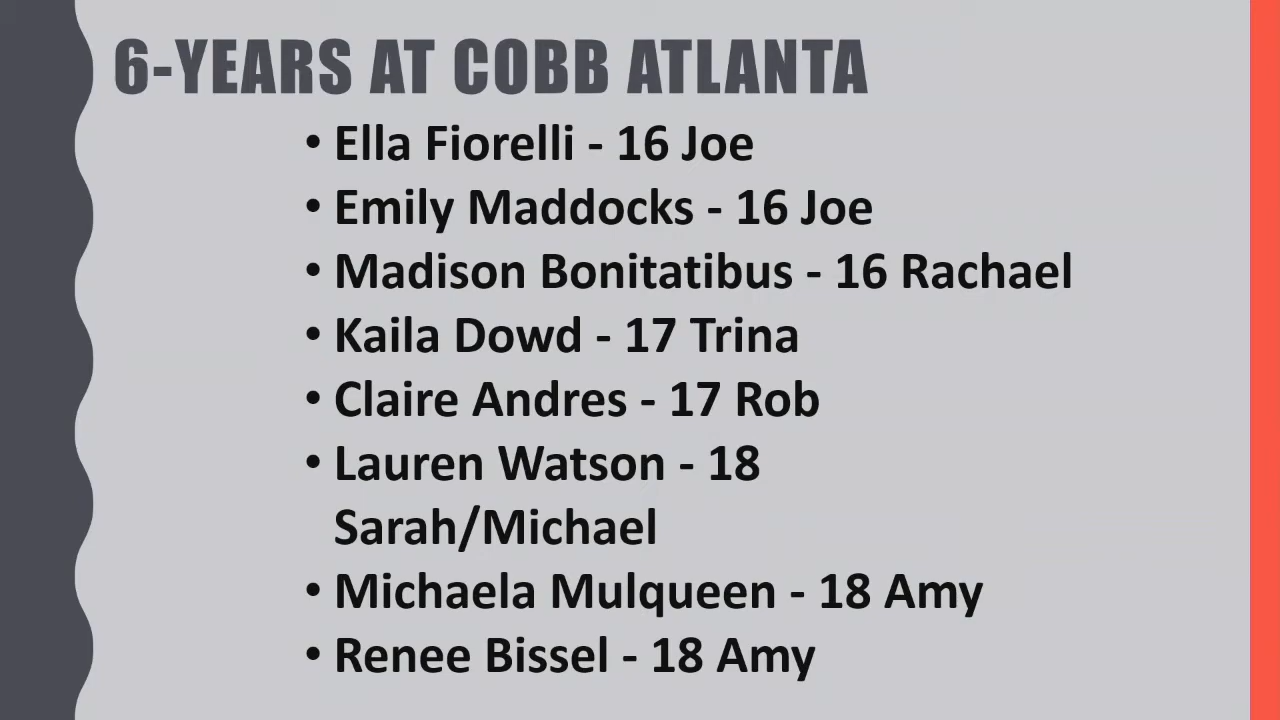 6-YEARS AT COBB ATLANTA
• Ella Fiorelli - 16 Joe
• Emily Maddocks - 16 Joe
• Madison Bonitatibus - 16 Rachael
• Kaila Dowd - 17 Trina
• Claire Andres - 17 Rob
• Lauren Watson - 18
Sarah/Michael
• Michaela Mulqueen - 18 Amy
• Renee Bissel - 18 Amy